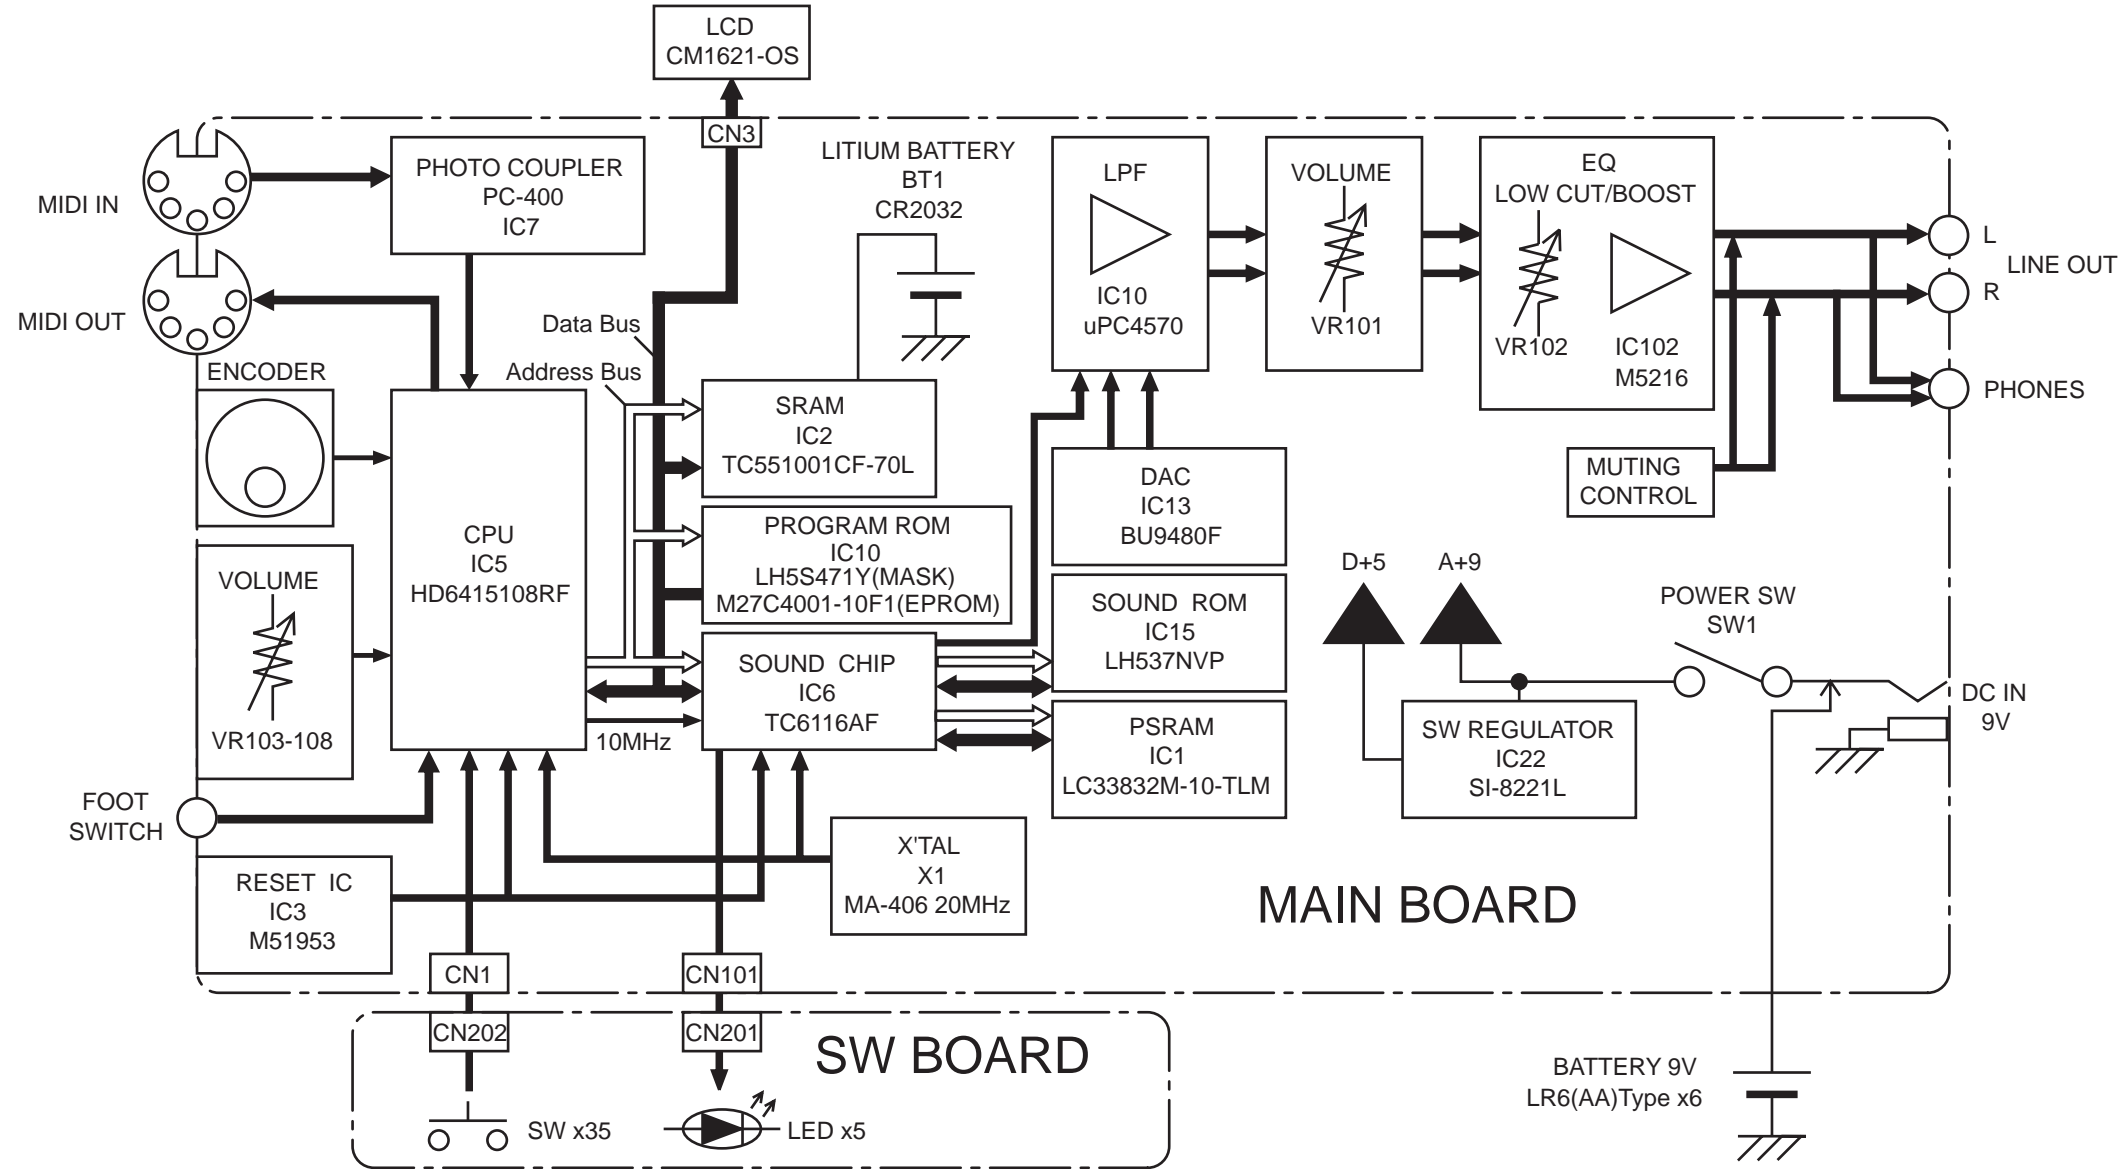 LCD
CM1621-OS
CN3
MIDI IN
PHOTO COUPLER
PC-400
IC7
LITIUM BATTERY
BT1
CR2032
LPF
IC10
uPC4570
VOLUME
VR101
EQ
LOW CUT/BOOST
VR102
IC102
M5216
L
R
LINE OUT
PHONES
MIDI OUT
ENCODER
Data Bus
Address Bus
CPU
IC5
HD6415108RF
SRAM
IC2
TC551001CF-70L
DAC
IC13
BU9480F
MUTING
CONTROL
PROGRAM ROM
IC10
LH5S471Y(MASK)
M27C4001-10F1(EPROM)
VOLUME
VR103-108
SOUND CHIP
IC6
TC6116AF
10MHz
SOUND ROM
IC15
LH537NVP
PSRAM
IC1
LC33832M-10-TLM
D+5
A+9
POWER SW
SW1
SW REGULATOR
IC22
SI-8221L
DC IN
9V
FOOT
SWITCH
RESET IC
IC3
M51953
X'TAL
X1
MA-406 20MHz
MAIN BOARD
CN1
CN101
CN202
CN201
SW BOARD
SW x35
LED x5
BATTERY 9V
LR6(AA)Type x6